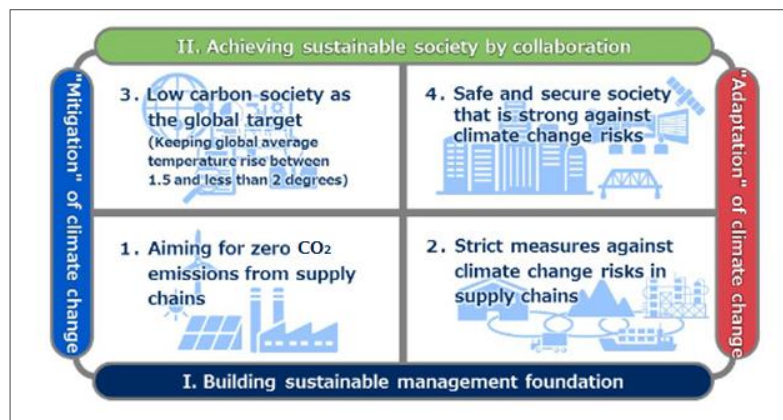 II. Achieving sustainable society by collaboration
"Mitigation" of climate change
3. Low carbon society as
the global target
(Keeping global average
temperature rise between
1.5 and less than 2 degrees)
4. Safe and secure society
that is strong against
climate change risks
"Adaptation" of climate change
1. Aiming for zero CO₂
emissions from supply
chains
2. Strict measures against
climate change risks in
supply chains
I. Building sustainable management foundation